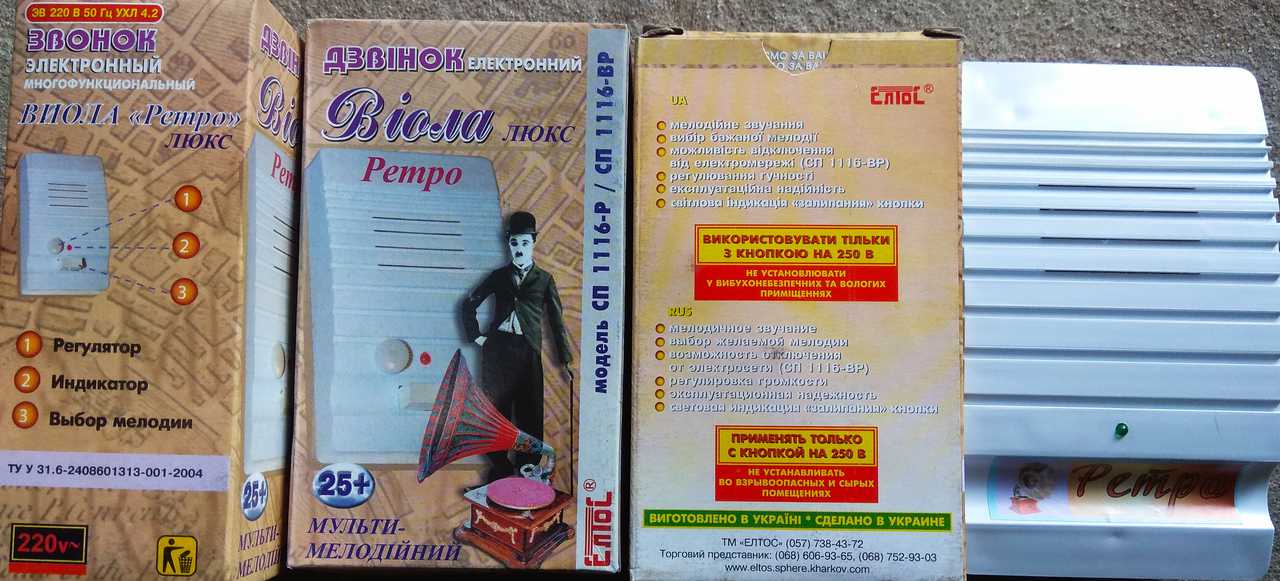 ЭВ 220 В 50 Гц УХЛ 4.2
ЗВОНОК
ЭЛЕКТРОННЫЙ
МНОГОФУНКЦИОНАЛЬНЫЙ
ВИОЛА «Ретро»
ЛЮКС
1
2
3
1 Регулятор
2 Индикатор
3 Выбор мелодии
ТУ У 31.6-2408601313-001-2004
220v~
25+
ДЗВІНОК ЕЛЕКТРОННИЙ
Віола ЛЮКС
Ретро
модель СП 1116-Р / СП 1116-ВР
25+
МУЛЬТИ-
МЕЛОДІЙНИЙ
ЕЛТОС®
UA
ЕЛТОС®
мелодійне звучання
вибір бажаної мелодії
можливість відключення
від електромережі (СП 1116-ВР)
регулювання гучності
експлуатаційна надійність
світлова індикація «залипання» кнопки
ВИКОРИСТОВУВАТИ ТІЛЬКИ
З КНОПКОЮ НА 250 В
НЕ УСТАНОВЛЮВАТИ
У ВИБУХОНЕБЕЗПЕЧНИХ ТА ВОЛОГИХ
ПРИМІЩЕННЯХ
RUS
мелодичное звучание
выбор желаемой мелодии
возможность отключения
от электросети (СП 1116-ВР)
регулировка громкости
эксплуатационная надежность
световая индикация «залипания» кнопки
ПРИМЕНЯТЬ ТОЛЬКО
С КНОПКОЙ НА 250 В
НЕ УСТАНАВЛИВАТЬ
ВО ВЗРЫВООПАСНЫХ И СЫРЫХ
ПОМЕЩЕНИЯХ
ВИГОТОВЛЕНО В УКРАЇНІ * СДЕЛАНО В УКРАИНЕ
ТМ «ЕЛТОС» (057) 738-43-72
Торговий представник: (068) 606-93-65, (068) 752-93-03
www.eltos.sphere.kharkov.com
Ретро